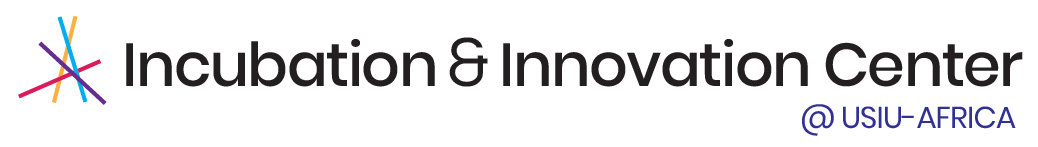 Incubation & Innovation Center
@ USIU-AFRICA